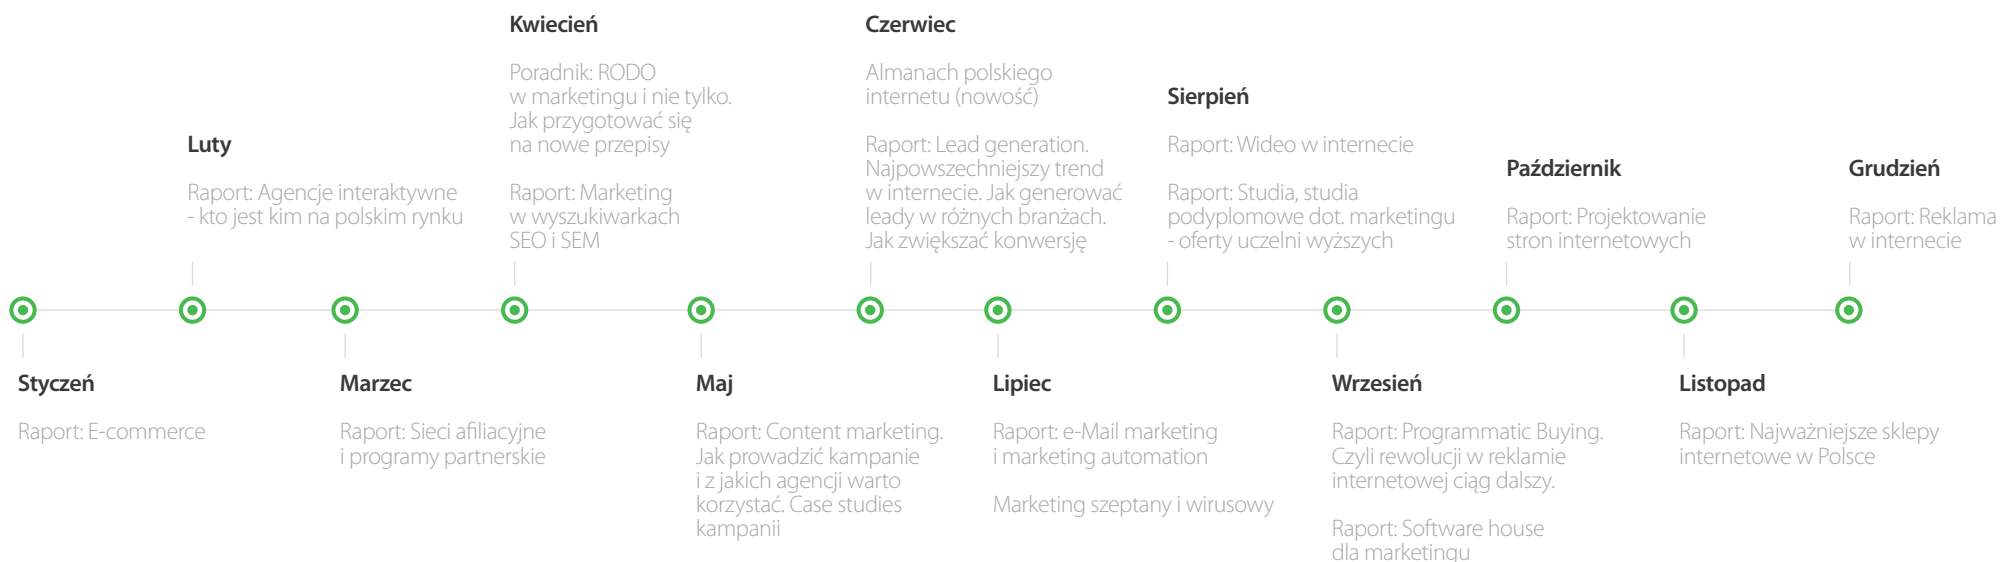 Styczeń
Raport: E-commerce
Luty
Raport: Agencje interaktywne
- kto jest kim na polskim rynku
Marzec
Raport: Sieci afiliacyjne
i programy partnerskie
Kwiecień
Poradnik: RODO
w marketingu i nie tylko.
Jak przygotować się
na nowe przepisy
Raport: Marketing
w wyszukiwarkach
SEO i SEM
Maj
Raport: Content marketing.
Jak prowadzić kampanie
i z jakich agencji warto
korzystać. Case studies
kampanii
Czerwiec
Almanach polskiego
internetu (nowość)
Raport: Lead generation.
Najpowszechniejszy trend
w internecie. Jak generować
leady w różnych branżach.
Jak zwiększać konwersję
Lipiec
Raport: e-Mail marketing
i marketing automation
Marketing szeptany i wirusowy
Sierpień
Raport: Wideo w internecie
Raport: Studia, studia
podyplomowe dot. marketingu
- oferty uczelni wyższych
Wrzesień
Raport: Programmatic Buying.
Czyli rewolucji w reklamie
internetowej ciąg dalszy.
Raport: Software house
dla marketingu
Październik
Raport: Projektowanie
stron internetowych
Listopad
Raport: Najważniejsze sklepy
internetowe w Polsce
Grudzień
Raport: Reklama
w internecie